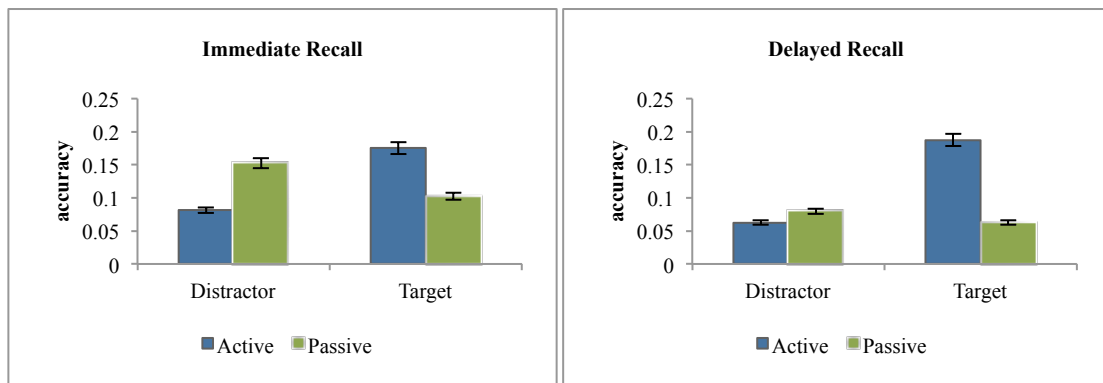 Immediate Recall
0.25
0.2
0.15
0.1
0.05
0
accuracy
Distractor
Target
Active
Passive
Delayed Recall
0.25
0.2
0.15
0.1
0.05
0
accuracy
Distractor
Target
Active
Passive